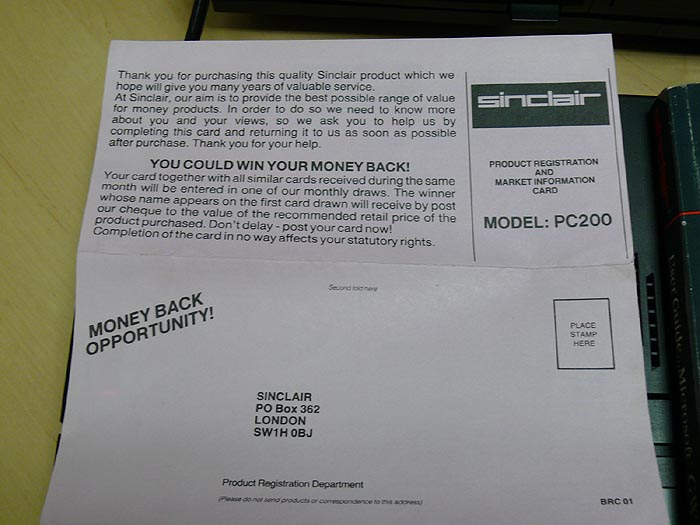 Thank you for purchasing this quality Sinclair product which we
hope will give you many years of valuable service.
At Sinclair, our aim is to provide the best possible range of value
for money products. In order to do so we need to know more
about you and your views, so we ask you to help us by
completing this card and returning it to us as soon as possible
after purchase. Thank you for your help.
YOU COULD WIN YOUR MONEY BACK!
Your card together with all similar cards received during the same
month will be entered in one of our monthly draws. The winner
whose name appears on the first card drawn will receive by post
our cheque to the value of the recommended retail price of the
product purchased. Don't delay - post your card now!
Completion of the card in no way affects your statutory rights.
sinclair
PRODUCT REGISTRATION
AND
MARKET INFORMATION
CARD
MODEL: PC200
Second fold here
MONEY BACK
OPPORTUNITY!
PLACE
STAMP
HERE
SINCLAIR
PO Box 362
LONDON
SW1H 0BJ
Product Registration Department
(Please do not send products or correspondence to this address)
BRC 01
User Guide: Microsoft